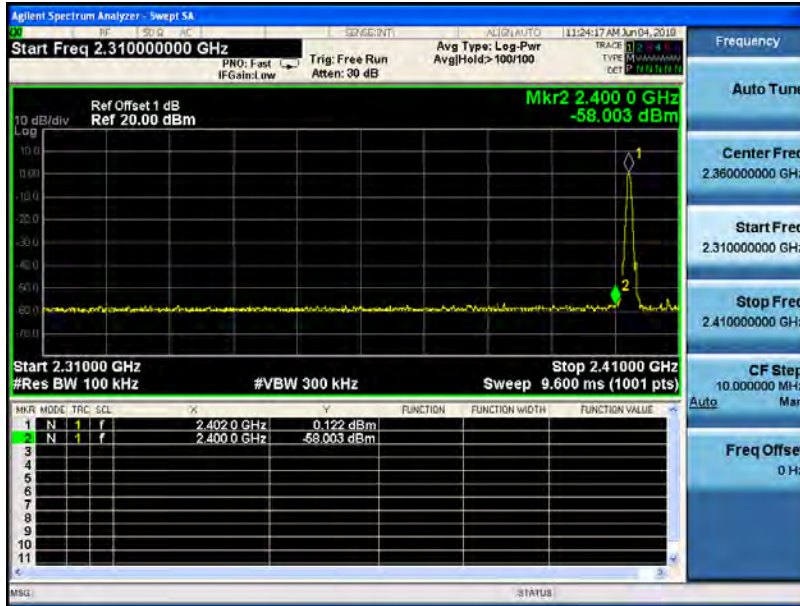 Agilent Spectrum Analyzer - Swept SA
RF 50 Ω AC SENSE:INT ALIGN AUTO 11:24:17 AM Jun 04, 2018
Start Freq 2.310000000 GHz
PNO: Fast Trig: Free Run Avg Type: Log-Pwr TRACE 1 2 3 4 5 6
IFGain:Low Atten: 30 dB Avg|Hold:> 100/100 TYPE M
DET P N N N N N
Ref Offset 1 dB Mkr2 2.400 0 GHz
10 dB/div Ref 20.00 dBm -58.003 dBm
Log
10.0
0.00
-10.0
-20.0
-30.0
-40.0
-50.0
-60.0
-70.0
1
2
Start 2.31000 GHz Stop 2.41000 GHz
#Res BW 100 kHz #VBW 300 kHz Sweep 9.600 ms (1001 pts)
MKR MODE TRC SCL X Y FUNCTION FUNCTION WIDTH FUNCTION VALUE
1 N 1 f 2.402 0 GHz 0.122 dBm
2 N 1 f 2.400 0 GHz -58.003 dBm
3
4
5
6
7
8
9
10
11
MSG STATUS
Frequency
Auto Tune
Center Freq
2.360000000 GHz
Start Freq
2.310000000 GHz
Stop Freq
2.410000000 GHz
CF Step
10.000000 MHz
Auto Man
Freq Offset
0 Hz